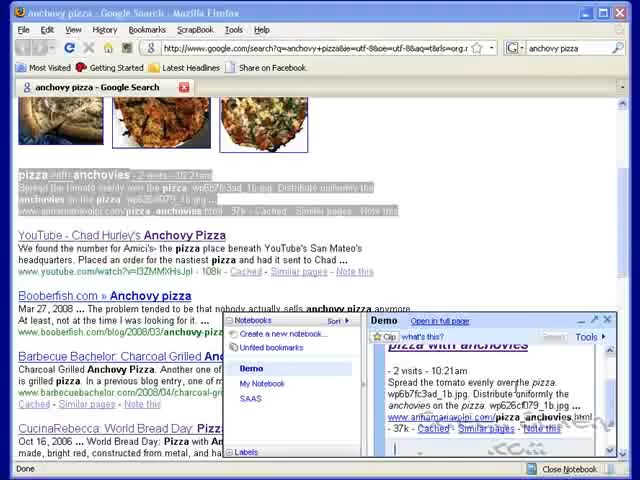 anchovy pizza - Google Search - Mozilla Firefox
File Edit View History Bookmarks ScrapBook Tools Help
http://www.google.com/search?q=anchovy+pizza&ie=utf-8&oe=utf-8&aq=t&rls=org.r
anchovy pizza
Most Visited Getting Started Latest Headlines Share on Facebook
anchovy pizza - Google Search
pizza with anchovies - 2 visits - 10:21am
Spread the tomato evenly over the pizza. wp6b7fc3ad_1b.jpg. Distribute uniformly the
anchovies on the pizza. wp626cf079_1b.jpg ...
www.annamariavolpi.com/pizza_anchovies.html - 37k - Cached - Similar pages - Note this
YouTube - Chad Hurley's Anchovy Pizza
We found the number for Amici's- the pizza place beneath YouTube's San Mateo's
headquarters. Placed an order for the nastiest pizza and had it sent to Chad ...
www.youtube.com/watch?v=I3ZMMXHsJpI - 108k - Cached - Similar pages - Note this
Booberfish.com » Anchovy pizza
Mar 27, 2008 ... The problem tended to be that nobody actually sells anchovy pizza anymore.
At least, not at the time I was looking for it. ...
www.booberfish.com/blog/2008/03/anchovy-piz
Barbecue Bachelor: Charcoal Grilled Anc
Charcoal Grilled Anchovy Pizza. Another one of
is grilled pizza. In a previous blog entry, one of
www.barbecuebachelor.com/2008/04/charcoal-gri
Cached - Similar pages - Note this
CucinaRebecca: World Bread Day: Pizz
Oct 16, 2006 ... World Bread Day: Pizza with An
made, bright red, constructed from metal, and ha
Notebooks Sort
Create a new notebook...
Unfiled bookmarks
Demo
My Notebook
SAAS
Labels
Demo Open in full page
Clip what's this? Tools
pizza with anchovies
- 2 visits - 10:21am
Spread the tomato evenly over the pizza.
wp6b7fc3ad_1b.jpg. Distribute uniformly the
anchovies on the pizza. wp626cf079_1b.jpg ...
www.annamariavolpi.com/pizza_anchovies.html
- 37k - Cached - Similar pages - Note this
Done
Close Notebook